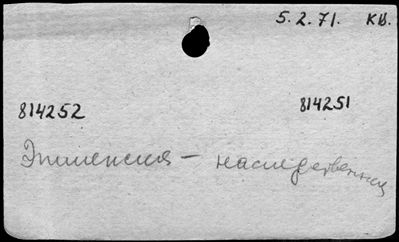 5.2.71. КВ.
814252 814251
Эпилепсия — наследственная